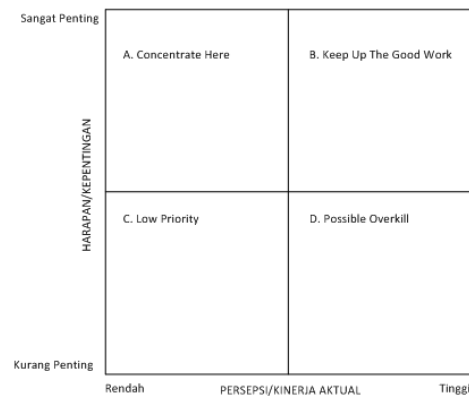 Sangat Penting
A. Concentrate Here
B. Keep Up The Good Work
HARAPAN/KEPENTINGAN
C. Low Priority
D. Possible Overkill
Kurang Penting
Rendah
PERSEPSI/KINERJA AKTUAL
Tinggi